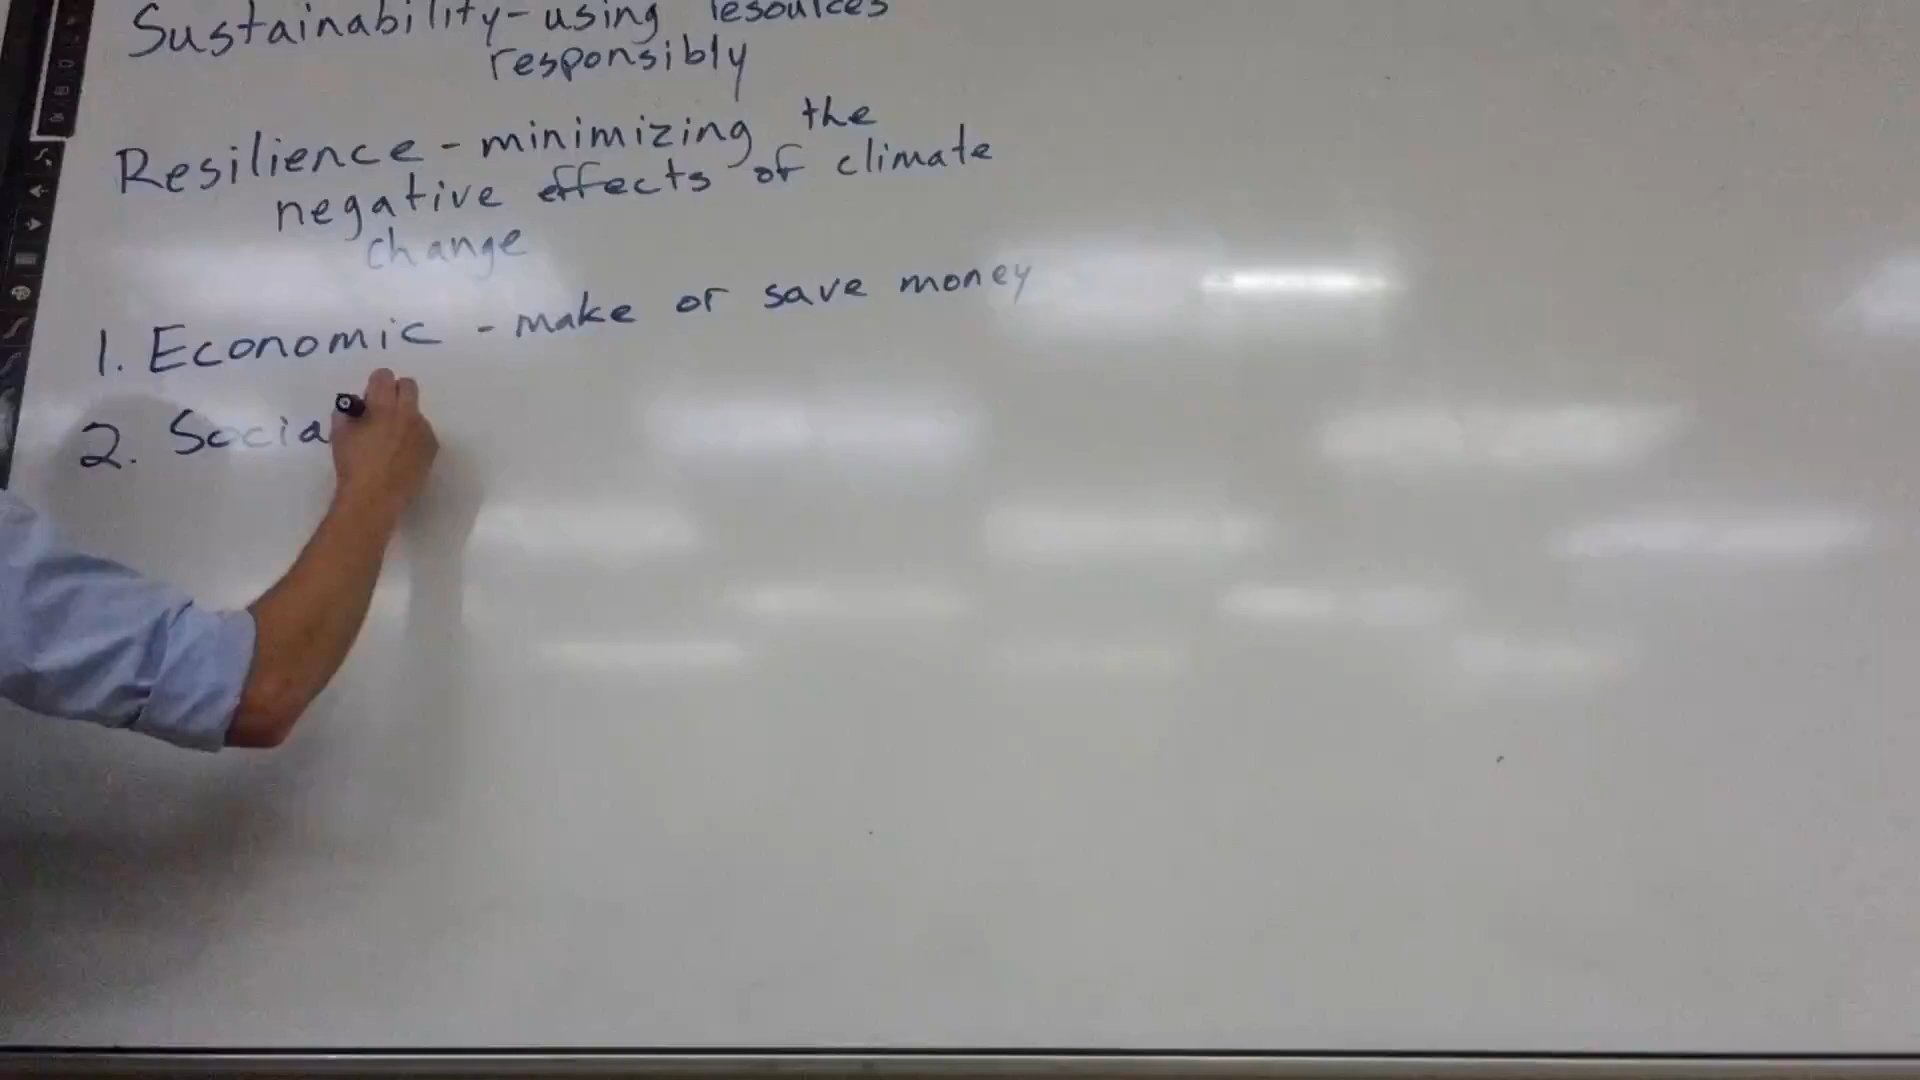 Sustainability - using resources
responsibly
Resilience - minimizing the
negative effects of climate
change
1. Economic - make or save money
2. Socia